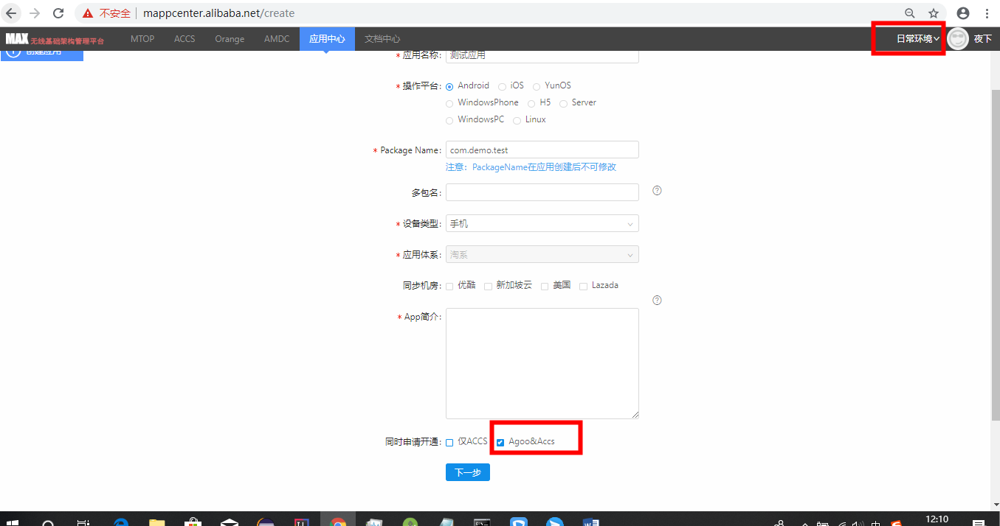 不安全 mappcenter.alibaba.net/create
MAX 无线基础架构管理平台 MTOP ACCS Orange AMDC 应用中心 文档中心 日常环境 夜下
创建应用
* 应用名称: 测试应用
* 操作平台: Android iOS YunOS
WindowsPhone H5 Server
WindowsPC Linux
* Package Name: com.demo.test
注意：PackageName在应用创建后不可修改
多包名:
* 设备类型: 手机
* 应用体系: 淘系
同步机房: 优酷 新加坡云 美国 Lazada
* App简介:
同时申请开通: 仅ACCS Agoo&Accs
下一步
12:10